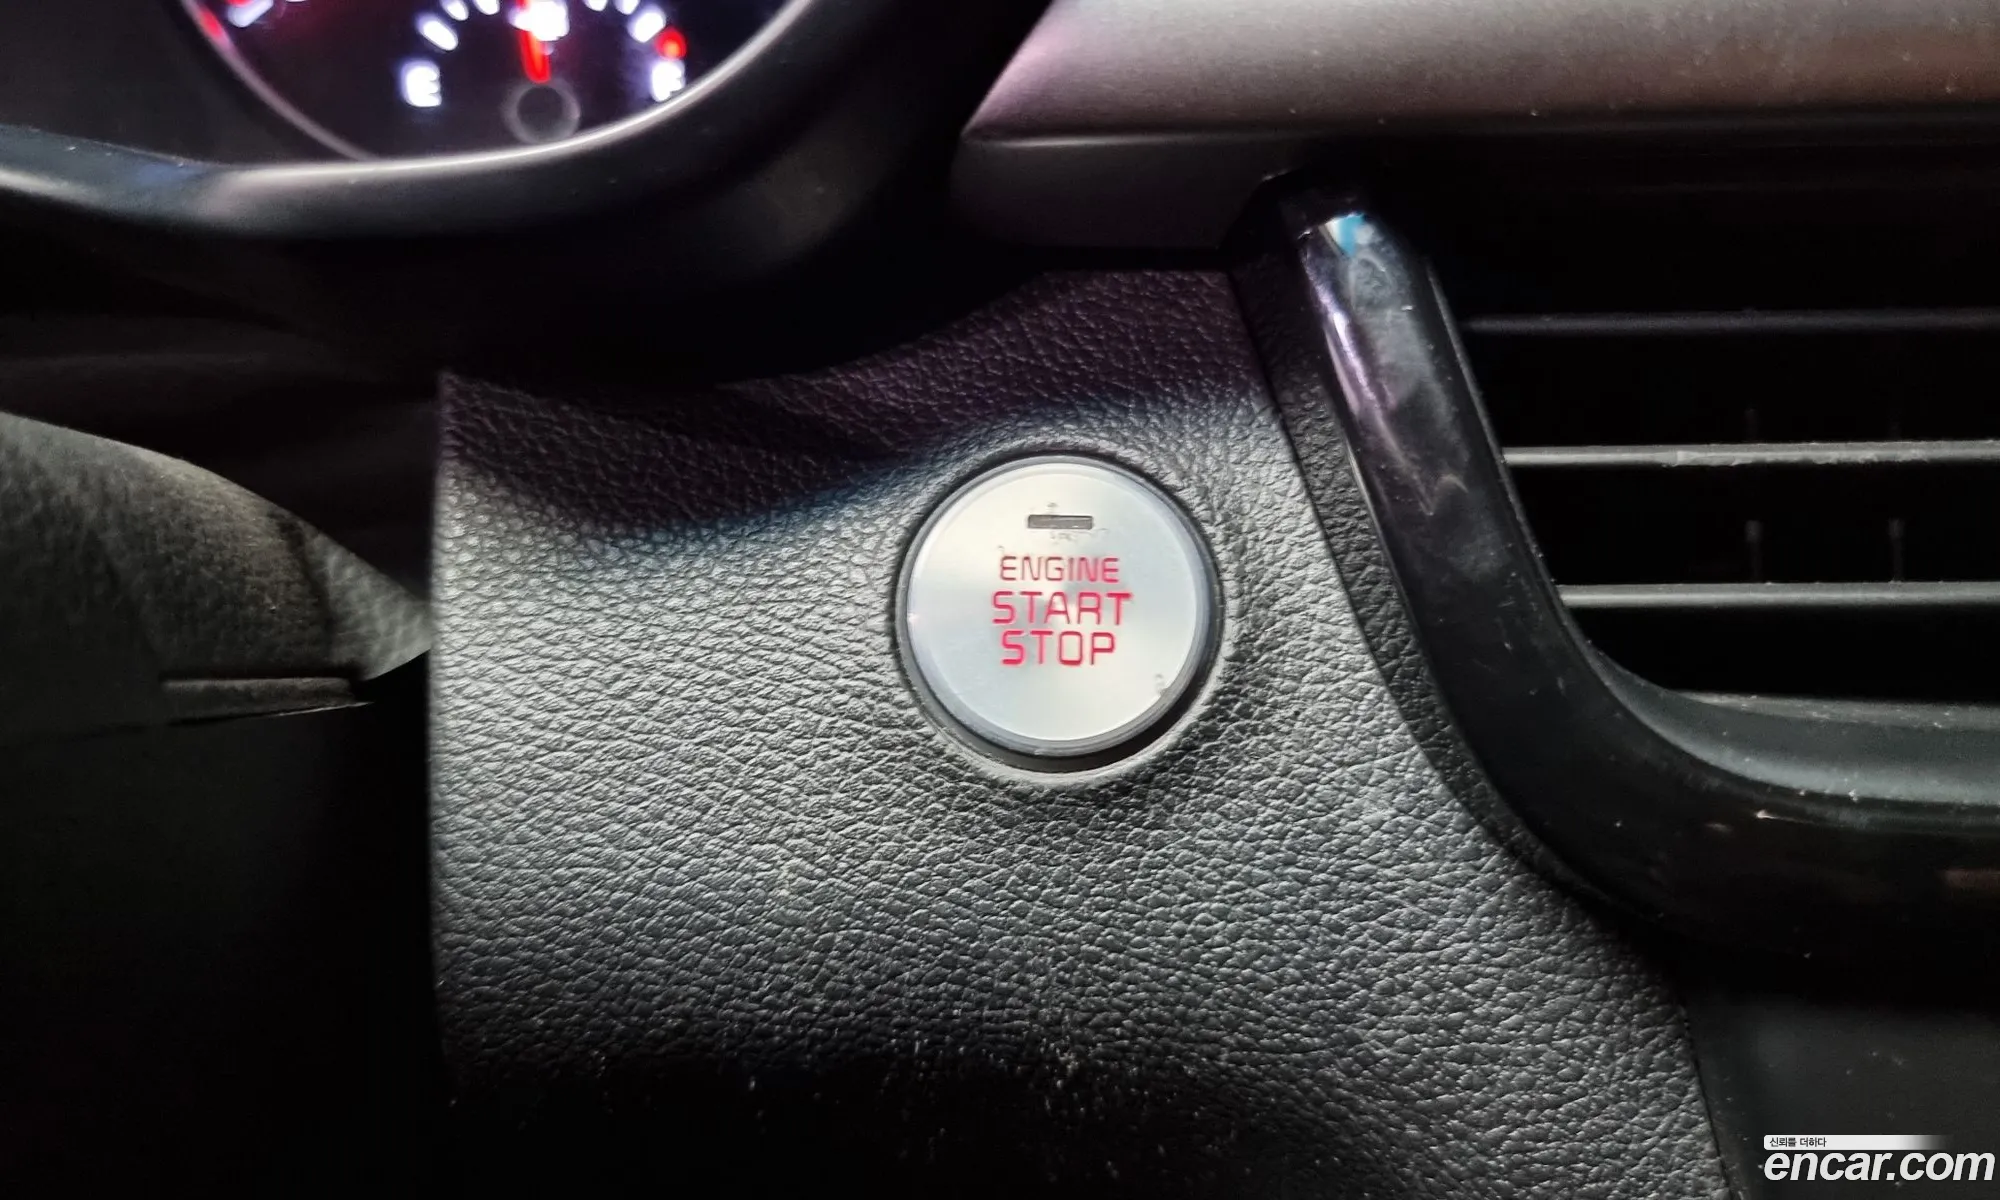 E F
ENGINE
START
STOP
신뢰를 더하다
encar.com